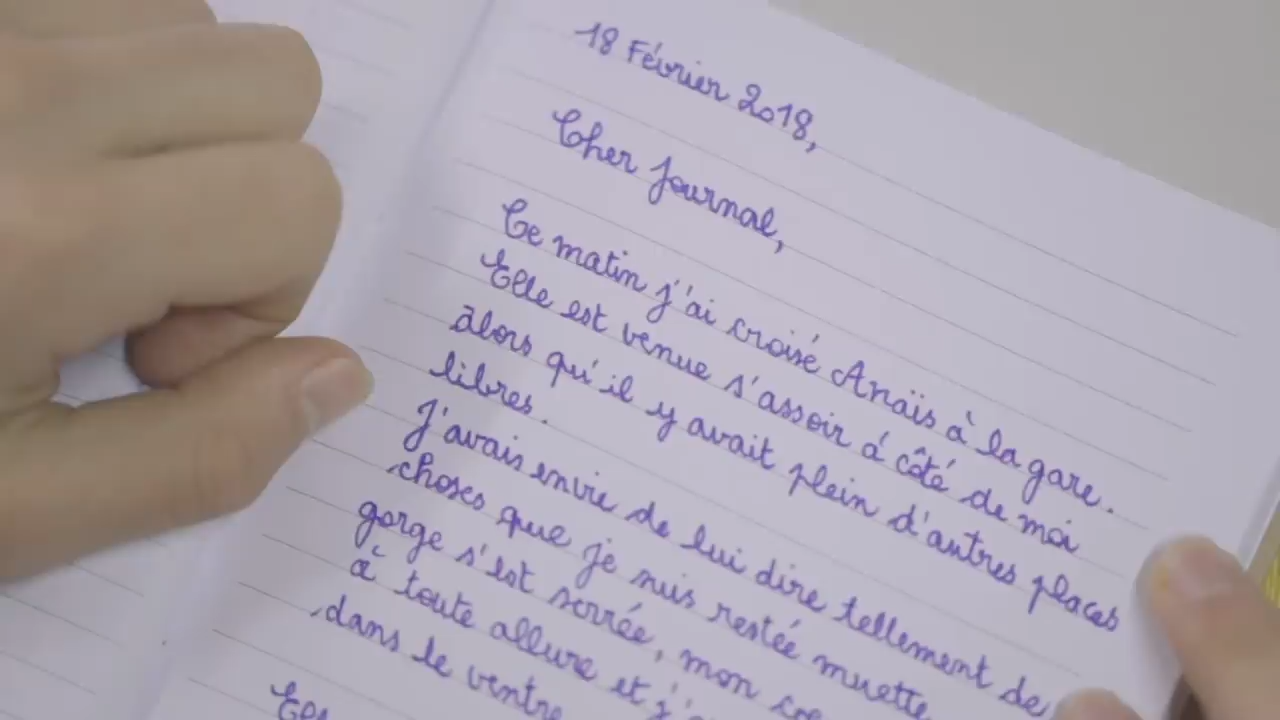 18 Février 2018,
Cher Journal,
Ce matin j'ai croisé Anaïs à la gare.
Elle est venue s'assoir á côté de moi
alors qu'il y avait plein d'autres places
libres.
J'avais envie de lui dire tellement de
choses que je suis restée muette
gorge s'est serrée, mon
à toute allure et j'
dans le ventre